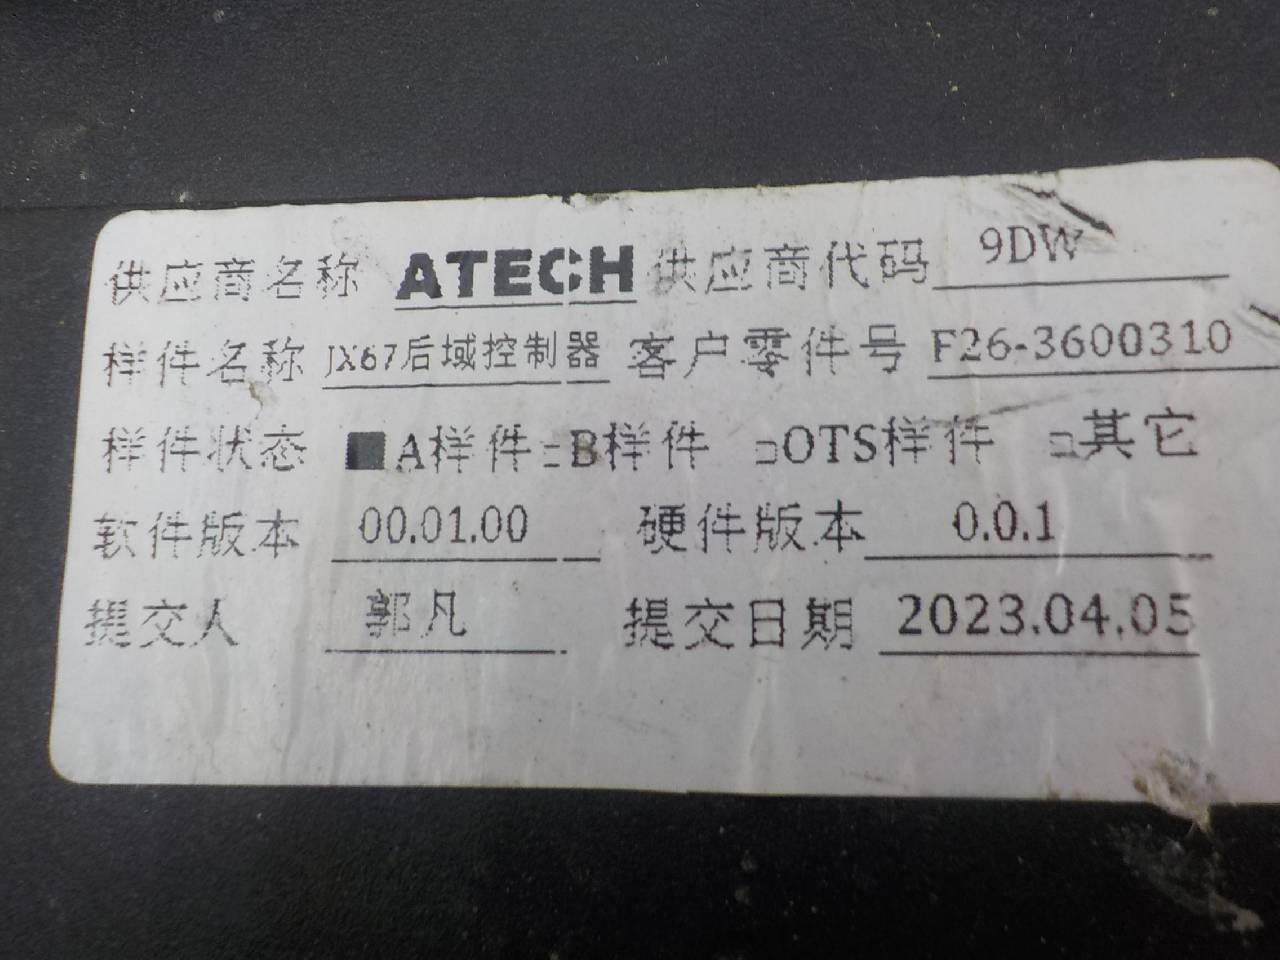 供应商名称 ATECH 供应商代码 9DW
样件名称 JX67后域控制器 客户零件号 F26-3600310
样件状态 ■A样件 □B样件 □OTS样件 □其它
软件版本 00.01.00 硬件版本 0.0.1
提交人 郭凡 提交日期 2023.04.05